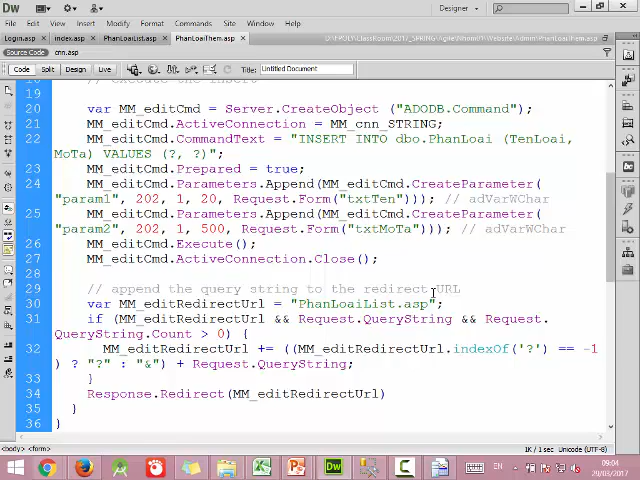 Dw
Designer
File Edit View Insert Modify Format Commands Site Window Help
Login.asp × index.asp × PhanLoaiList.asp × PhanLoaiThem.asp ×
Source Code cnn.asp
Code Split Design Live Title: Untitled Document
// execute the insert
20 var MM_editCmd = Server.CreateObject ("ADODB.Command");
21 MM_editCmd.ActiveConnection = MM_cnn_STRING;
22 MM_editCmd.CommandText = "INSERT INTO dbo.PhanLoai (TenLoai,
MoTa) VALUES (?, ?)";
23 MM_editCmd.Prepared = true;
24 MM_editCmd.Parameters.Append(MM_editCmd.CreateParameter(
"param1", 202, 1, 20, Request.Form("txtTen"))); // adVarWChar
25 MM_editCmd.Parameters.Append(MM_editCmd.CreateParameter(
"param2", 202, 1, 500, Request.Form("txtMoTa"))); // adVarWChar
26 MM_editCmd.Execute();
27 MM_editCmd.ActiveConnection.Close();
28
29 // append the query string to the redirect URL
30 var MM_editRedirectUrl = "PhanLoaiList.asp";
31 if (MM_editRedirectUrl && Request.QueryString && Request.
QueryString.Count > 0) {
32 MM_editRedirectUrl += ((MM_editRedirectUrl.indexOf('?') == -1
) ? "?" : "&") + Request.QueryString;
33 }
34 Response.Redirect(MM_editRedirectUrl)
35 }
36 }
<body> <form>
1K / 1 sec Unicode (UTF-8)
EN
09:04
29/03/2017